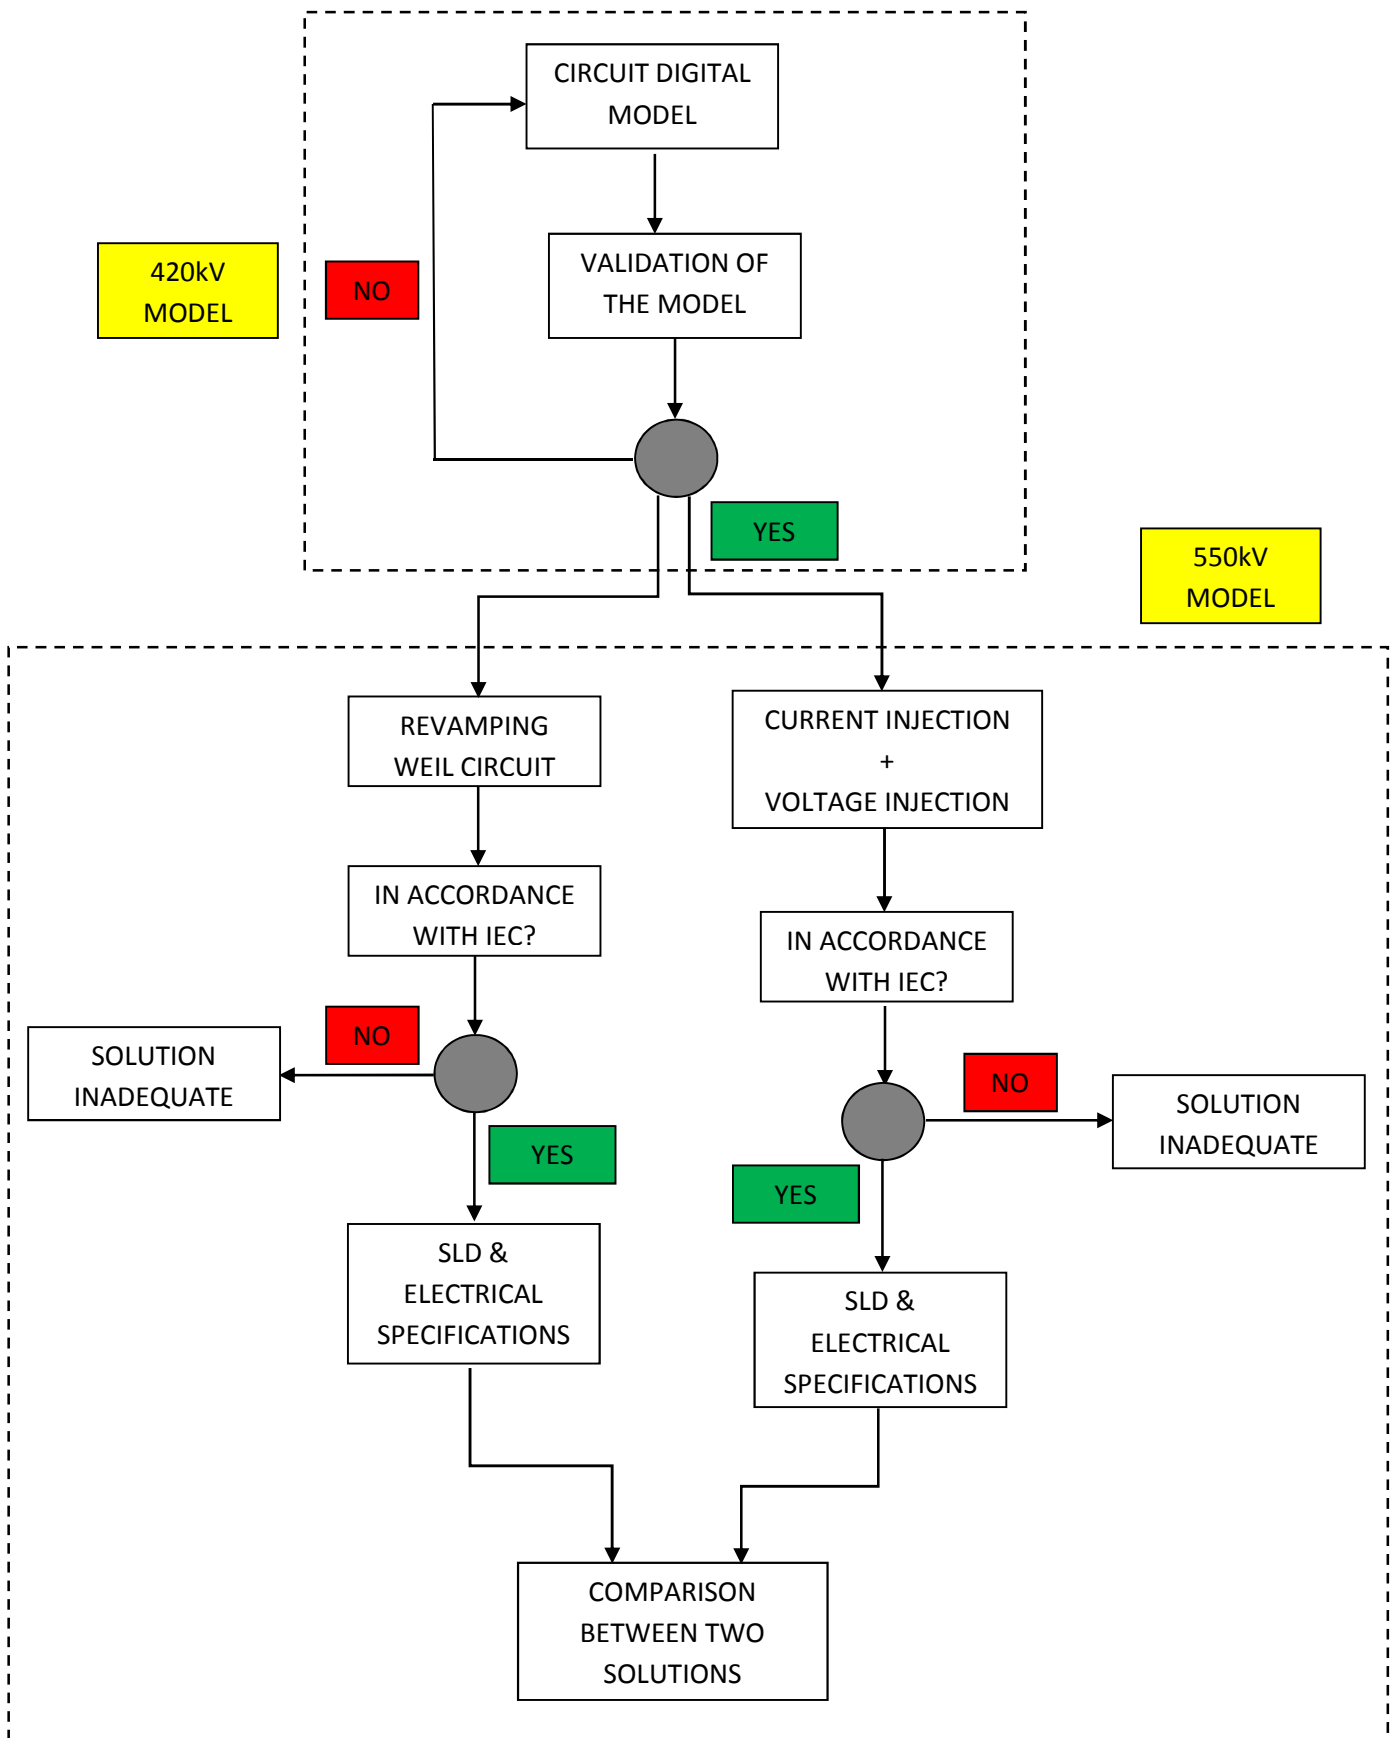 CIRCUIT DIGITAL
MODEL
420kV
MODEL
NO
VALIDATION OF
THE MODEL
YES
550kV
MODEL
REVAMPING
WEIL CIRCUIT
CURRENT INJECTION
+
VOLTAGE INJECTION
IN ACCORDANCE
WITH IEC?
IN ACCORDANCE
WITH IEC?
NO
SOLUTION
INADEQUATE
NO
SOLUTION
INADEQUATE
YES
YES
SLD &
ELECTRICAL
SPECIFICATIONS
SLD &
ELECTRICAL
SPECIFICATIONS
COMPARISON
BETWEEN TWO
SOLUTIONS